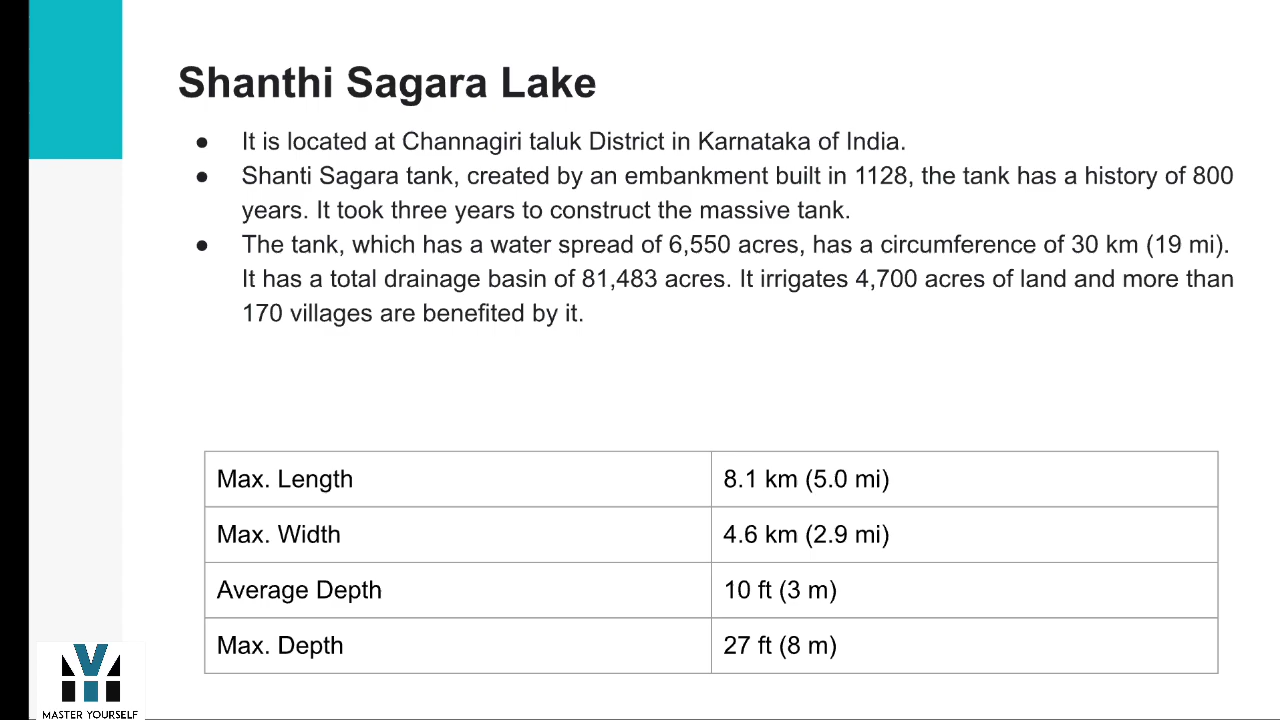 Shanthi Sagara Lake
● It is located at Channagiri taluk District in Karnataka of India.
● Shanti Sagara tank, created by an embankment built in 1128, the tank has a history of 800
years. It took three years to construct the massive tank.
● The tank, which has a water spread of 6,550 acres, has a circumference of 30 km (19 mi).
It has a total drainage basin of 81,483 acres. It irrigates 4,700 acres of land and more than
170 villages are benefited by it.
Max. Length 8.1 km (5.0 mi)
Max. Width 4.6 km (2.9 mi)
Average Depth 10 ft (3 m)
Max. Depth 27 ft (8 m)
MASTER YOURSELF